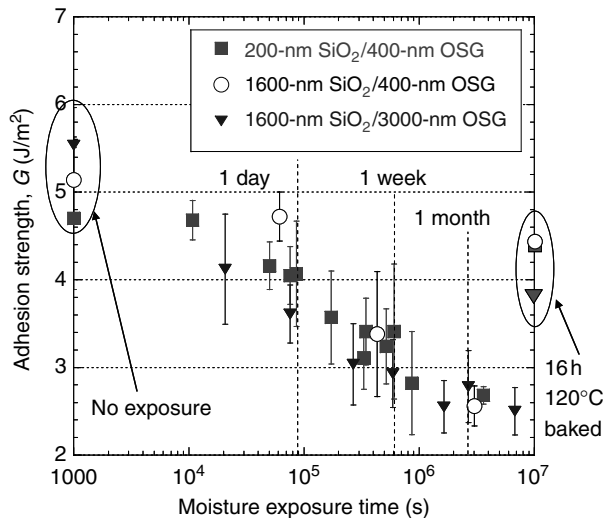 7
6
5
4
3
2
Adhesion strength, G (J/m²)
200-nm SiO₂/400-nm OSG
1600-nm SiO₂/400-nm OSG
1600-nm SiO₂/3000-nm OSG
1 day
1 week
1 month
No exposure
16 h
120°C
baked
1000
10⁴
10⁵
10⁶
10⁷
Moisture exposure time (s)